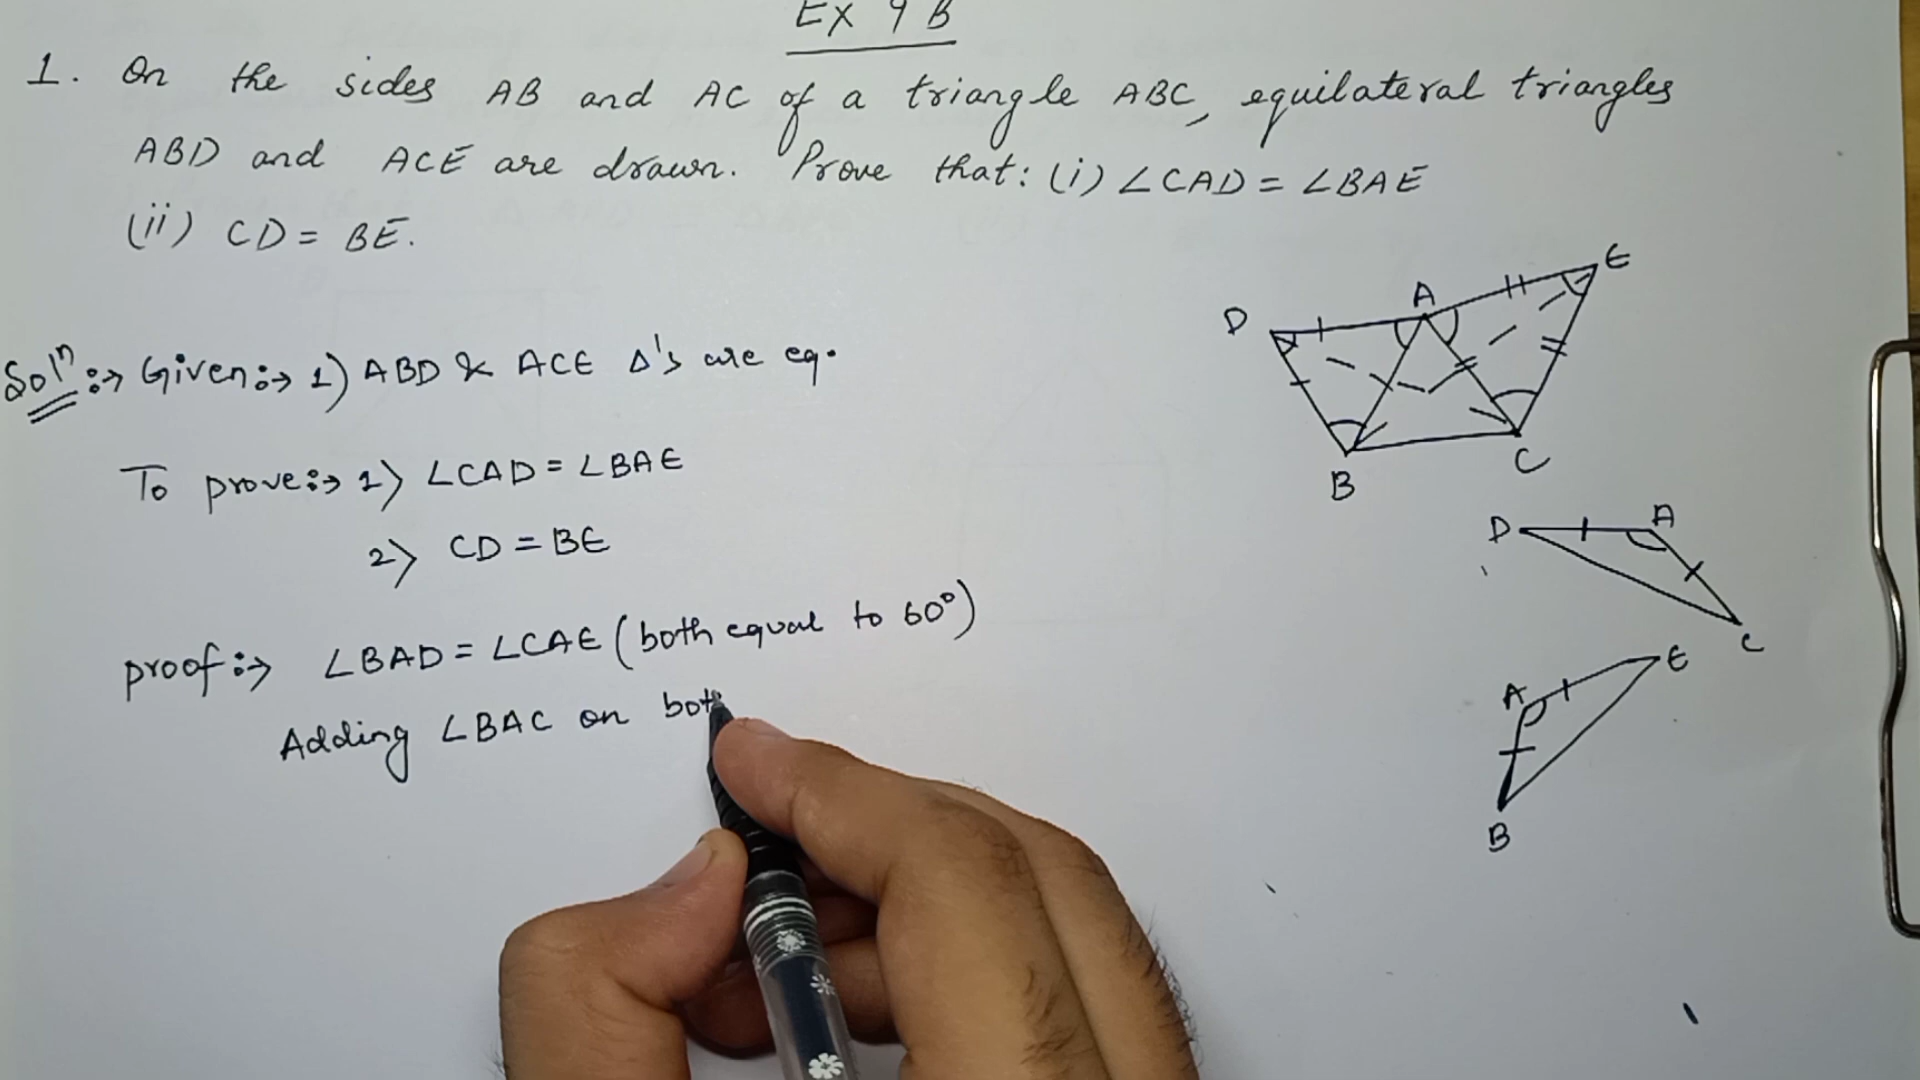 Ex 9 B
1. On the sides AB and AC of a triangle ABC, equilateral triangles
ABD and ACE are drawn. Prove that: (i) ∠CAD = ∠BAE
(ii) CD = BE.
Solⁿ :→ Given :→ 1) ABD & ACE Δ's are eq.
To prove :→ 1) ∠CAD = ∠BAE
2) CD = BE
proof :→ ∠BAD = ∠CAE (both equal to 60°)
Adding ∠BAC on both
D A E
B C
D A
C
A E
B